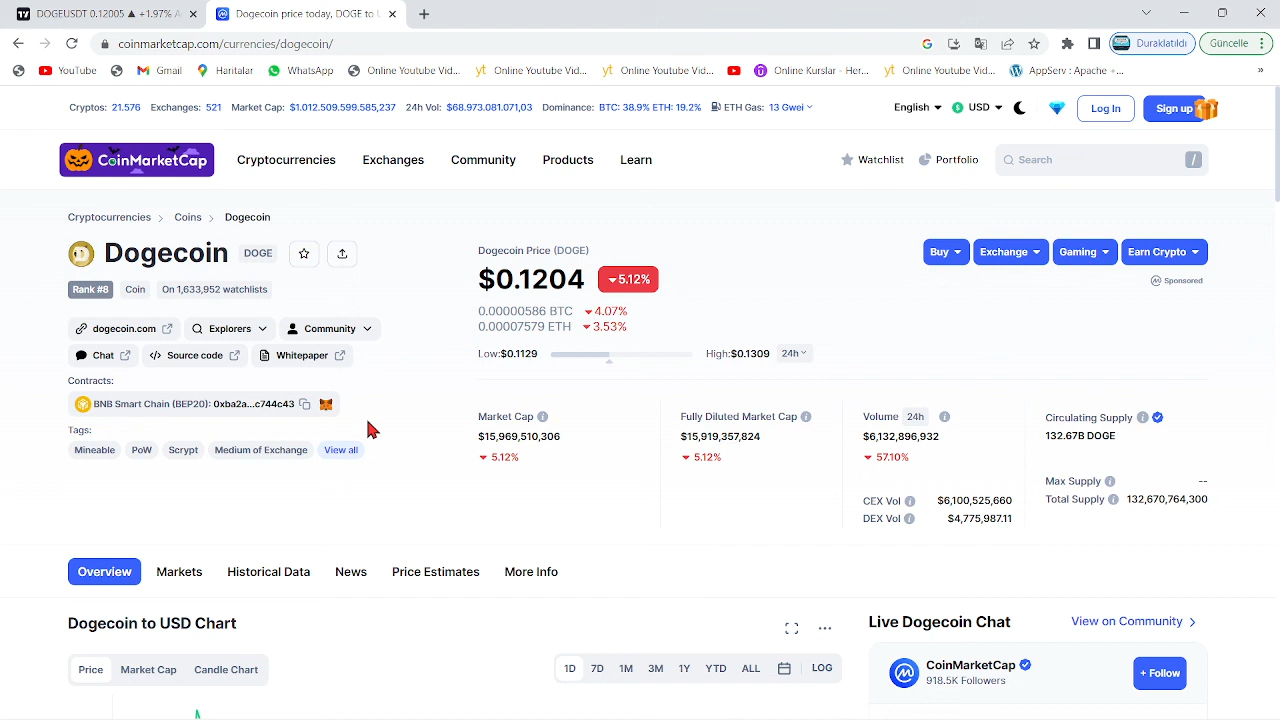 DOGEUSDT 0.12005 ▲ +1.97% A
Dogecoin price today, DOGE to U
coinmarketcap.com/currencies/dogecoin/
Duraklatıldı
Güncelle
YouTube
Gmail
Haritalar
WhatsApp
Online Youtube Vid...
Online Youtube Vid...
Online Youtube Vid...
Online Kurslar - Her...
Online Youtube Vid...
AppServ : Apache +...
»
Cryptos: 21.576 Exchanges: 521 Market Cap: $1.012.509.599.585,237 24h Vol: $68.973.081.071,03 Dominance: BTC: 38.9% ETH: 19.2% ETH Gas: 13 Gwei
English
USD
Log In
Sign up
CoinMarketCap
Cryptocurrencies
Exchanges
Community
Products
Learn
Watchlist
Portfolio
Search
/
Cryptocurrencies > Coins > Dogecoin
Dogecoin DOGE
Rank #8
Coin
On 1,633,952 watchlists
dogecoin.com
Explorers
Community
Chat
Source code
Whitepaper
Contracts:
BNB Smart Chain (BEP20): 0xba2a...c744c43
Tags:
Mineable
PoW
Scrypt
Medium of Exchange
View all
Dogecoin Price (DOGE)
$0.1204
5.12%
0.00000586 BTC 4.07%
0.00007579 ETH 3.53%
Low:$0.1129
High:$0.1309
24h
Buy
Exchange
Gaming
Earn Crypto
Sponsored
Market Cap
$15,969,510,306
5.12%
Fully Diluted Market Cap
$15,919,357,824
5.12%
Volume 24h
$6,132,896,932
57.10%
CEX Vol $6,100,525,660
DEX Vol $4,775,987.11
Circulating Supply
132.67B DOGE
Max Supply --
Total Supply 132,670,764,300
Overview
Markets
Historical Data
News
Price Estimates
More Info
Dogecoin to USD Chart
Price
Market Cap
Candle Chart
1D
7D
1M
3M
1Y
YTD
ALL
LOG
Live Dogecoin Chat
View on Community >
CoinMarketCap
918.5K Followers
+ Follow